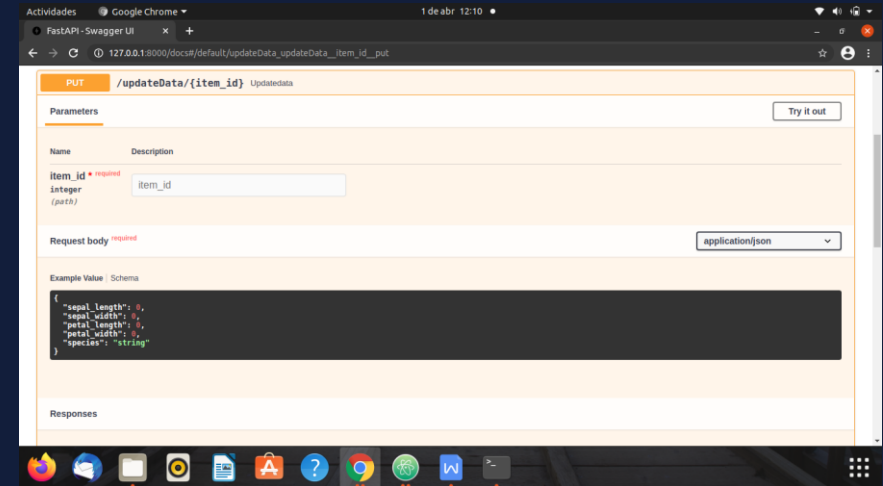 Actividades Google Chrome 1 de abr 12:10
FastAPI - Swagger UI
127.0.0.1:8000/docs#/default/updateData_updateData__item_id__put
PUT /updateData/{item_id} Updatedata
Parameters Try it out
Name Description
item_id * required
integer
(path)
item_id
Request body required application/json
Example Value Schema
{
"sepal_length": 0,
"sepal_width": 0,
"petal_length": 0,
"petal_width": 0,
"species": "string"
}
Responses